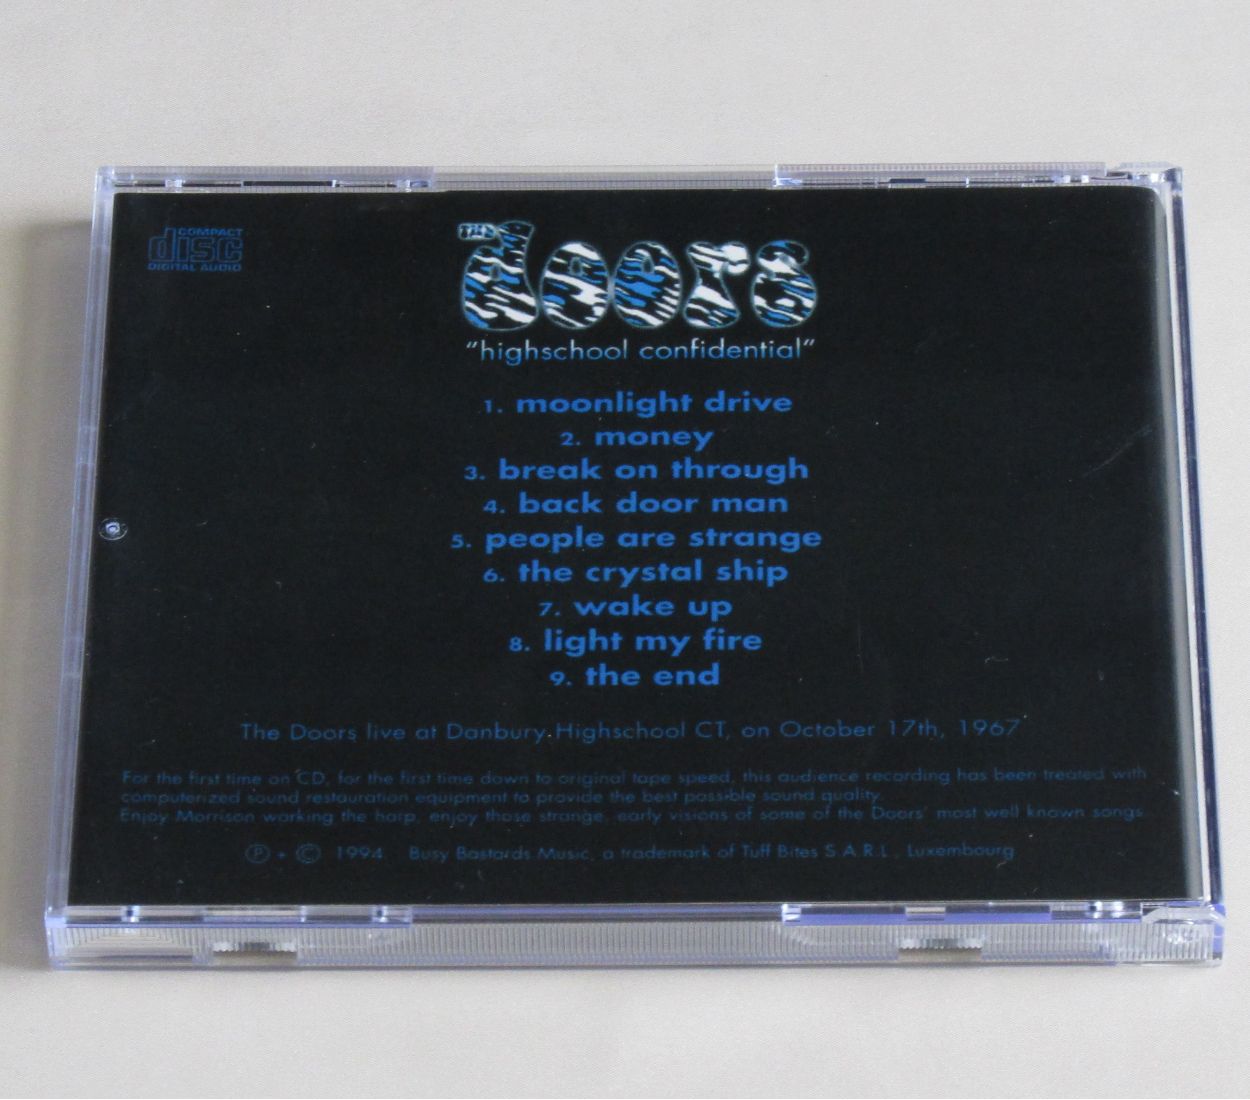 COMPACT
disc
DIGITAL AUDIO
THE
doors
"highschool confidential"
1. moonlight drive
2. money
3. break on through
4. back door man
5. people are strange
6. the crystal ship
7. wake up
8. light my fire
9. the end
The Doors live at Danbury Highschool CT, on October 17th, 1967
For the first time on CD, for the first time down to original tape speed, this audience recording has been treated with
computerized sound restauration equipment to provide the best possible sound quality.
Enjoy Morrison working the harp, enjoy those strange, early visions of some of the Doors' most well known songs.
Ⓟ + © 1994 Busy Bastards Music, a trademark of Tuff Bites S.A.R.L., Luxembourg